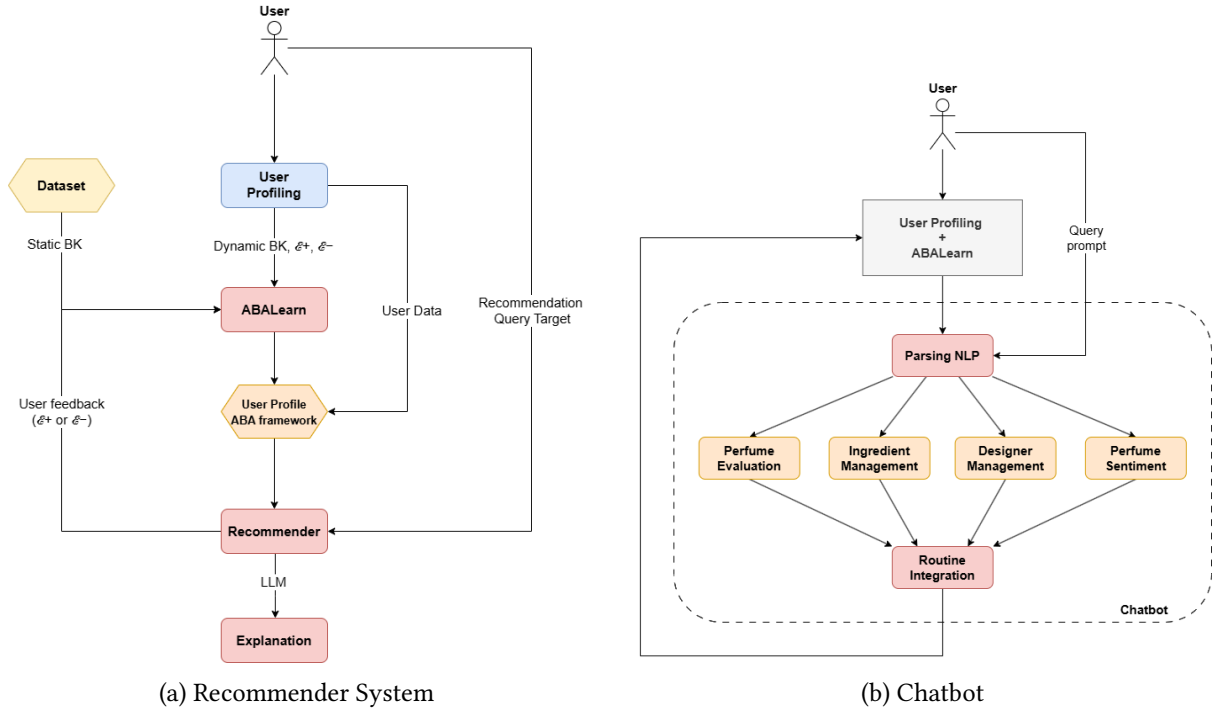 User
User
Profiling
Dataset
Static BK
Dynamic BK, ℰ+, ℰ−
ABALearn
User Data
Recommendation
Query Target
User feedback
(ℰ+ or ℰ−)
User Profile
ABA framework
Recommender
LLM
Explanation
(a) Recommender System
User
User Profiling
+
ABALearn
Query
prompt
Parsing NLP
Perfume
Evaluation
Ingredient
Management
Designer
Management
Perfume
Sentiment
Routine
Integration
Chatbot
(b) Chatbot